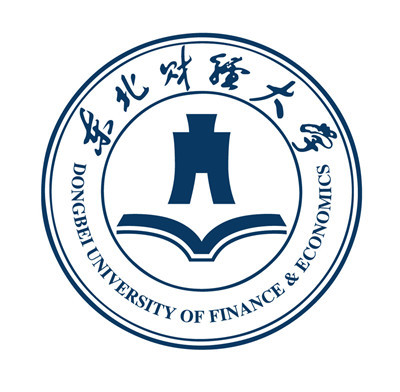 东北财经大学
DONGBEI UNIVERSITY OF FINANCE & ECONOMICS